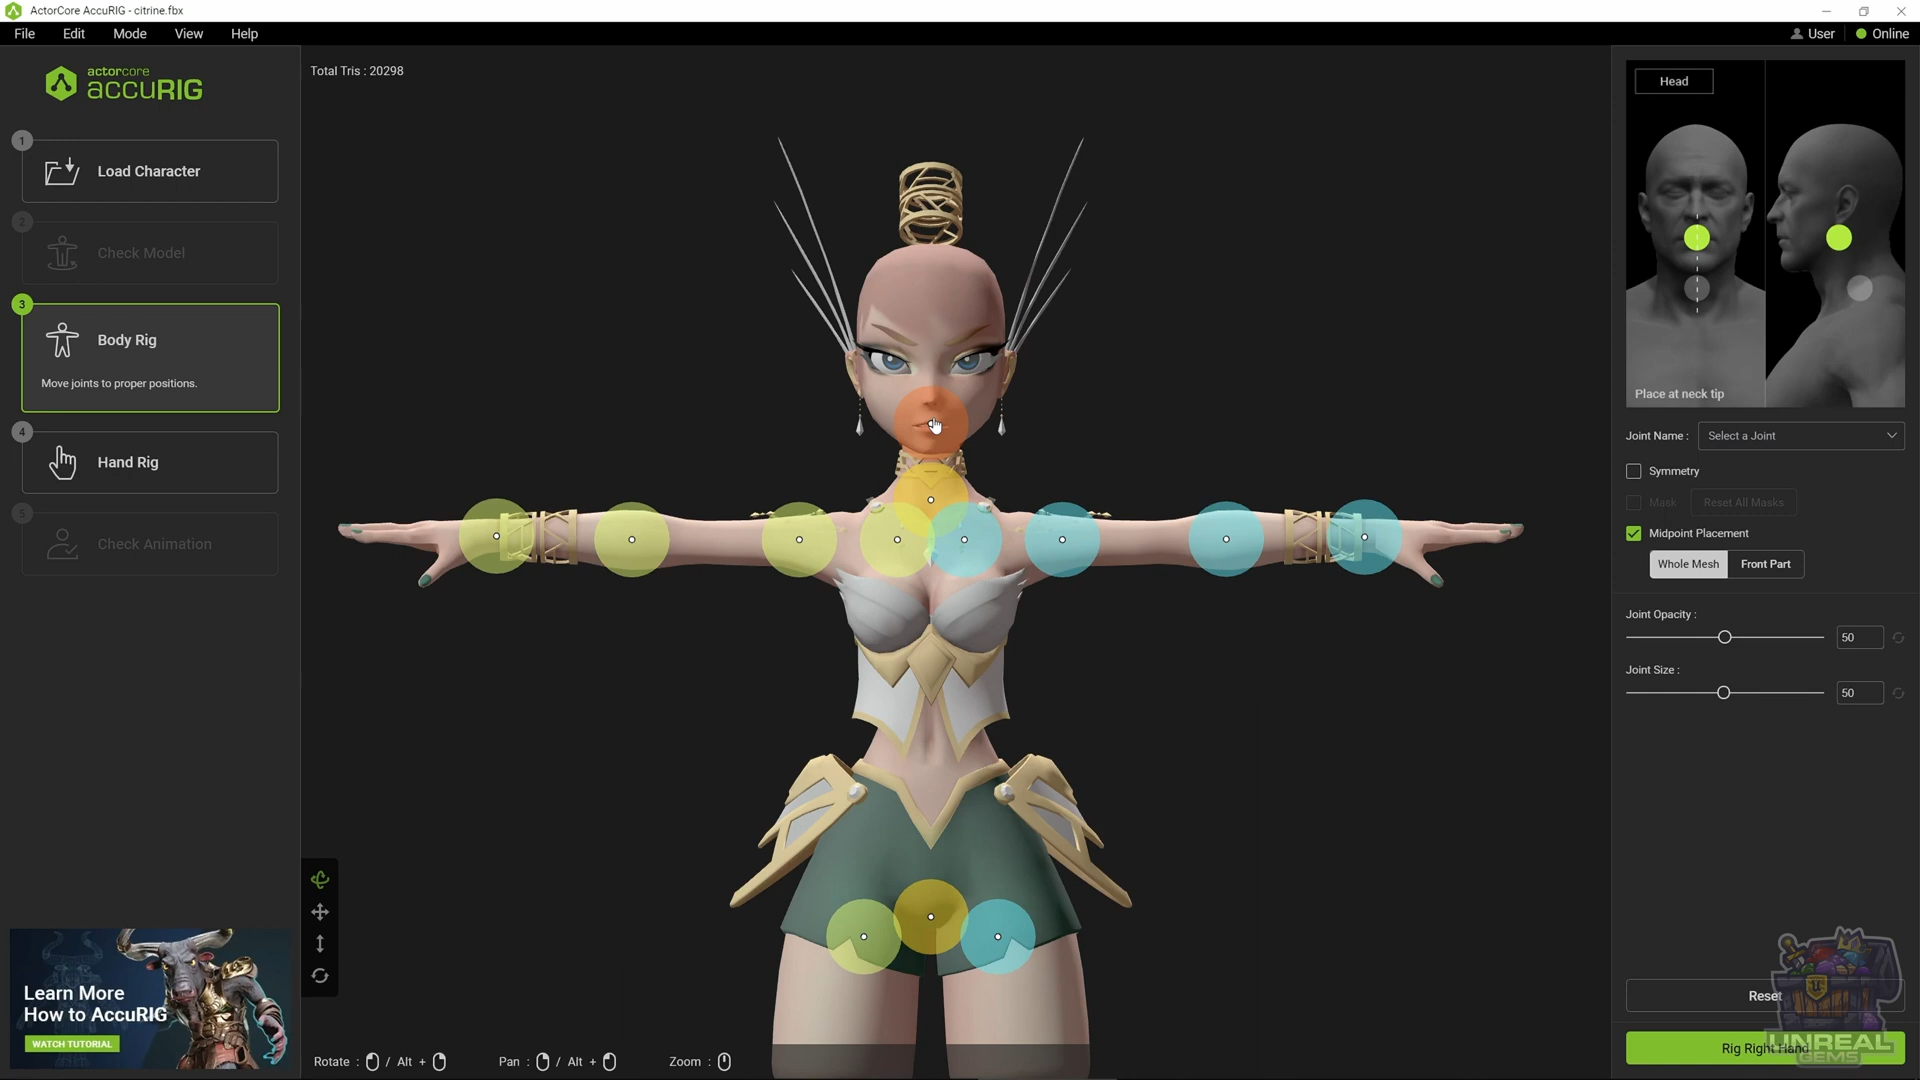 ActorCore AccuRIG - citrine.fbx
File Edit Mode View Help
User Online
actorcore
accuRIG
1
Load Character
2
Check Model
3
Body Rig
Move joints to proper positions.
4
Hand Rig
5
Check Animation
Learn More
How to AccuRIG
WATCH TUTORIAL
Total Tris : 20298
Rotate : / Alt + Pan : / Alt + Zoom :
Head
Place at neck tip
Joint Name : Select a Joint
Symmetry
Mask Reset All Masks
Midpoint Placement
Whole Mesh Front Part
Joint Opacity :
50
Joint Size :
50
Reset
Rig Right Hand
UNREAL
GEMS